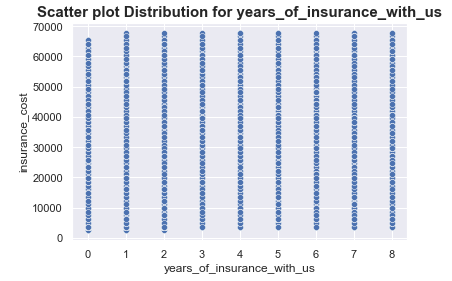 Scatter plot Distribution for years_of_insurance_with_us
70000
60000
50000
40000
30000
20000
10000
0
insurance_cost
0 1 2 3 4 5 6 7 8
years_of_insurance_with_us